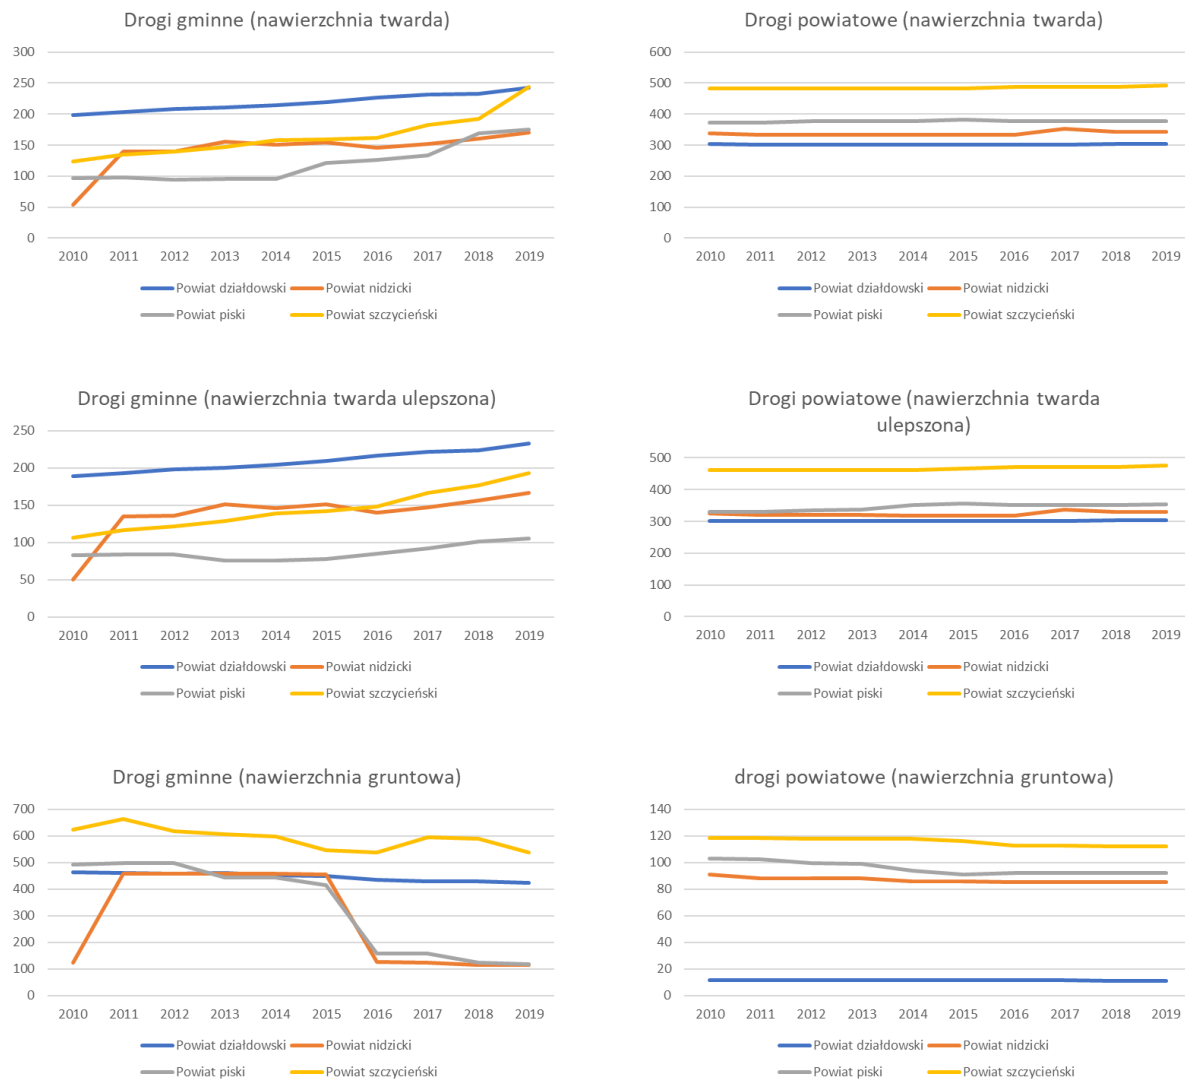 Drogi gminne (nawierzchnia twarda)
300
250
200
150
100
50
0
2010 2011 2012 2013 2014 2015 2016 2017 2018 2019
Powiat działdowski Powiat nidzicki
Powiat piski Powiat szczycieński
Drogi powiatowe (nawierzchnia twarda)
600
500
400
300
200
100
0
2010 2011 2012 2013 2014 2015 2016 2017 2018 2019
Powiat działdowski Powiat nidzicki
Powiat piski Powiat szczycieński
Drogi gminne (nawierzchnia twarda ulepszona)
250
200
150
100
50
0
2010 2011 2012 2013 2014 2015 2016 2017 2018 2019
Powiat działdowski Powiat nidzicki
Powiat piski Powiat szczycieński
Drogi powiatowe (nawierzchnia twarda
ulepszona)
500
400
300
200
100
0
2010 2011 2012 2013 2014 2015 2016 2017 2018 2019
Powiat działdowski Powiat nidzicki
Powiat piski Powiat szczycieński
Drogi gminne (nawierzchnia gruntowa)
700
600
500
400
300
200
100
0
2010 2011 2012 2013 2014 2015 2016 2017 2018 2019
Powiat działdowski Powiat nidzicki
Powiat piski Powiat szczycieński
drogi powiatowe (nawierzchnia gruntowa)
140
120
100
80
60
40
20
0
2010 2011 2012 2013 2014 2015 2016 2017 2018 2019
Powiat działdowski Powiat nidzicki
Powiat piski Powiat szczycieński